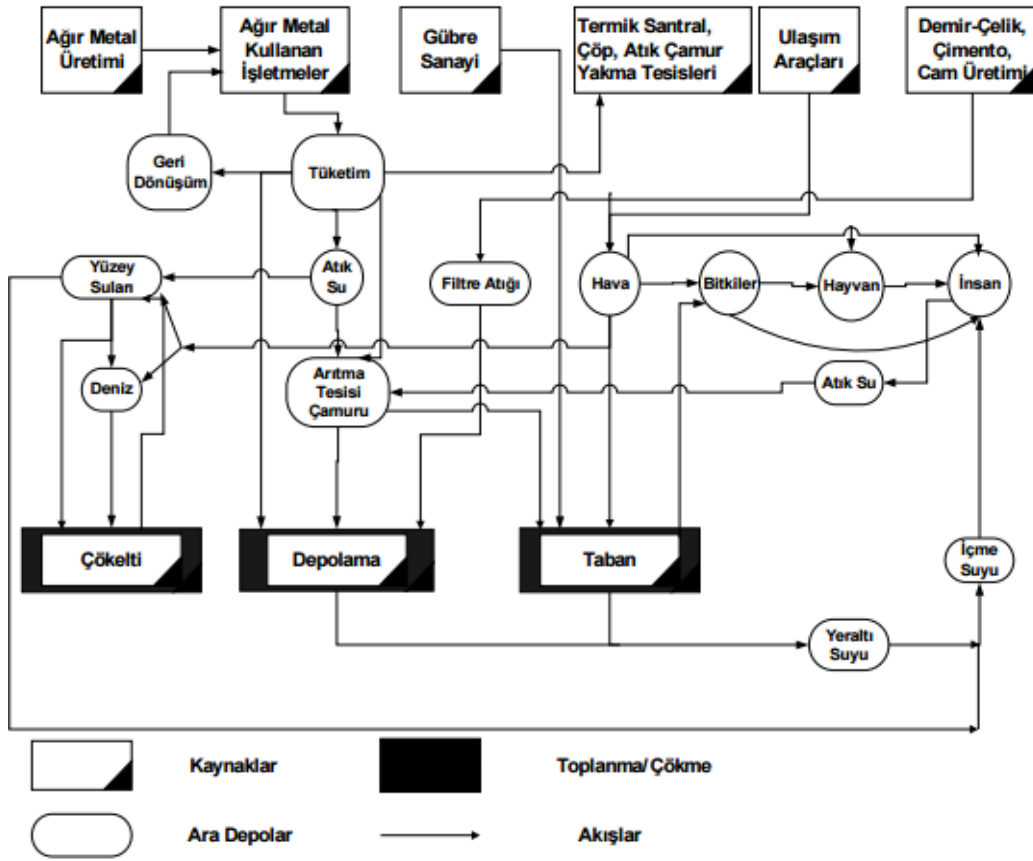 Ağır Metal
Üretimi
Ağır Metal
Kullanan
İşletmeler
Gübre
Sanayi
Termik Santral,
Çöp, Atık Çamur
Yakma Tesisleri
Ulaşım
Araçları
Demir-Çelik,
Çimento,
Cam Üretimi
Geri
Dönüşüm
Tüketim
Yüzey
Suları
Atık
Su
Filtre Atığı
Hava
Bitkiler
Hayvan
İnsan
Deniz
Arıtma
Tesisi
Çamuru
Atık Su
Çökelti
Depolama
Taban
İçme
Suyu
Yeraltı
Suyu
Kaynaklar
Toplanma/Çökme
Ara Depolar
Akışlar